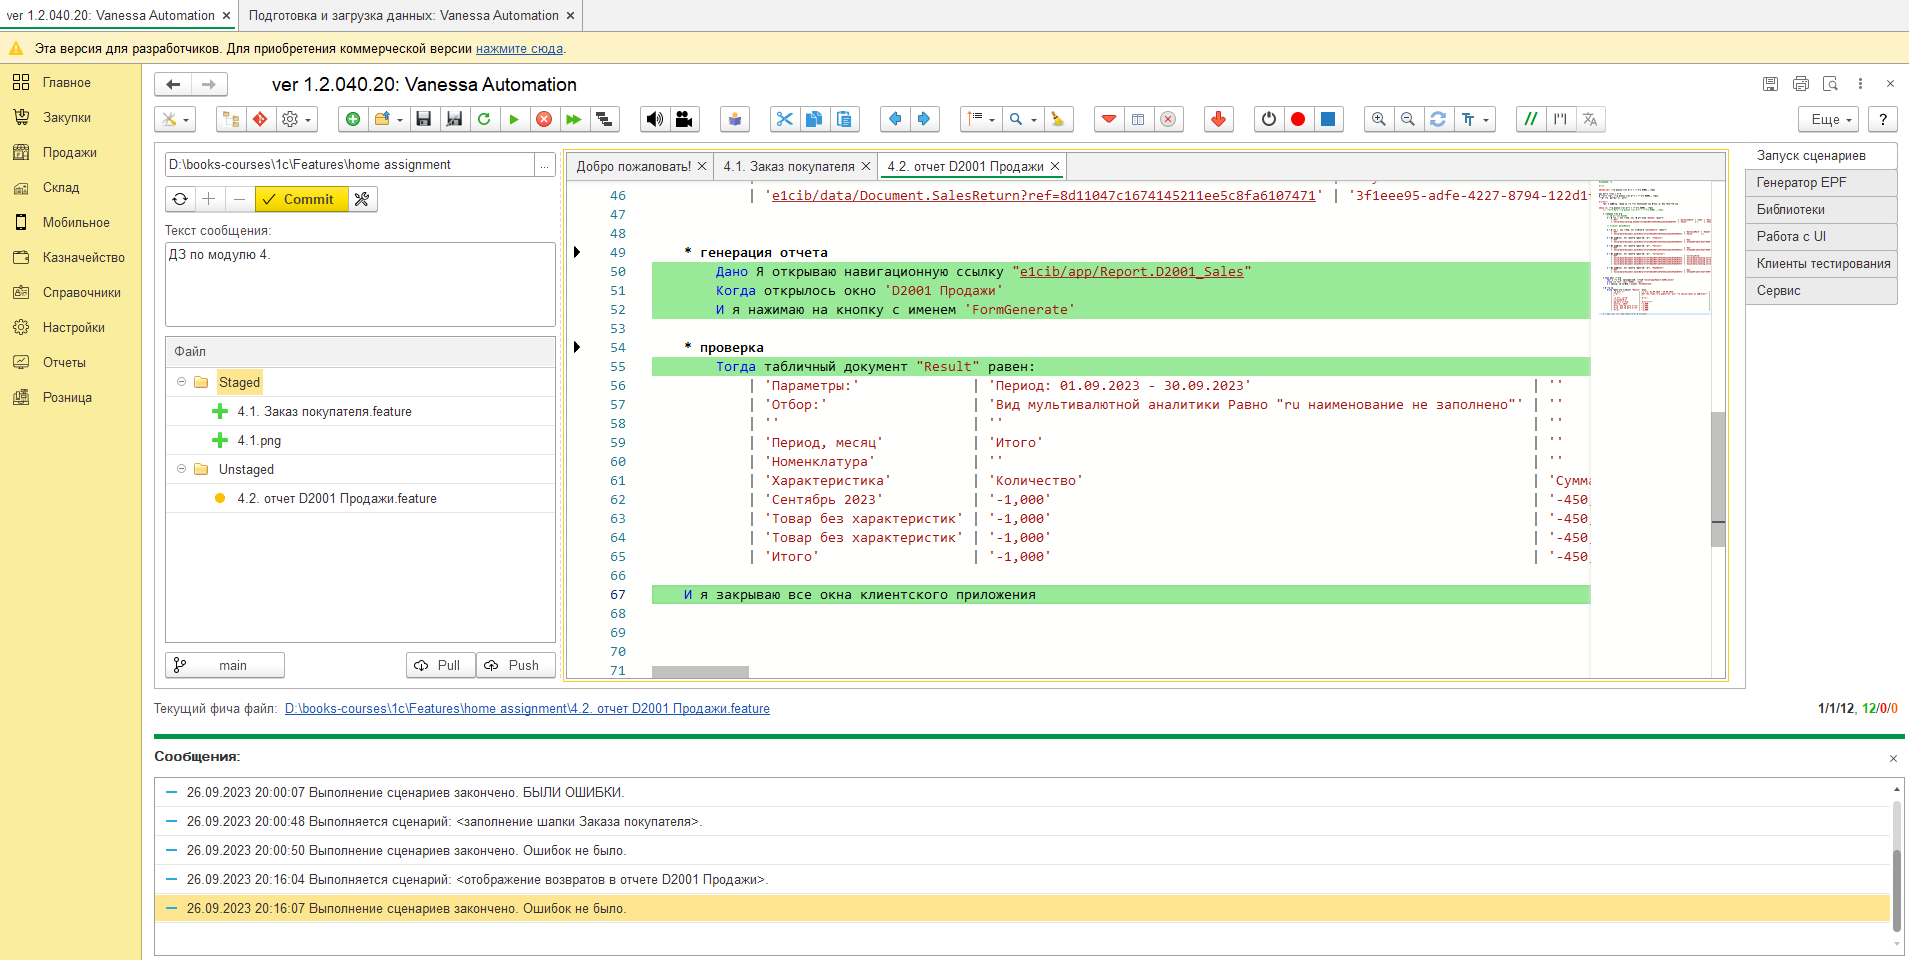 ver 1.2.040.20: Vanessa Automation ×
Подготовка и загрузка данных: Vanessa Automation ×
Эта версия для разработчиков. Для приобретения коммерческой версии нажмите сюда.
Главное
Закупки
Продажи
Склад
Мобильное
Казначейство
Справочники
Настройки
Отчеты
Розница
ver 1.2.040.20: Vanessa Automation
Еще
?
D:\books-courses\1c\Features\home assignment ...
Commit
Текст сообщения:
ДЗ по модулю 4.
Файл
Staged
4.1. Заказ покупателя.feature
4.1.png
Unstaged
4.2. отчет D2001 Продажи.feature
main
Pull
Push
Добро пожаловать! ×
4.1. Заказ покупателя ×
4.2. отчет D2001 Продажи ×
46 | 'e1cib/data/Document.SalesReturn?ref=8d11047c1674145211ee5c8fa6107471' | '3f1eee95-adfe-4227-8794-122d1
47
48
49 * генерация отчета
50 Дано Я открываю навигационную ссылку "e1cib/app/Report.D2001_Sales"
51 Когда открылось окно 'D2001 Продажи'
52 И я нажимаю на кнопку с именем 'FormGenerate'
53
54 * проверка
55 Тогда табличный документ "Result" равен:
56 | 'Параметры:' | 'Период: 01.09.2023 - 30.09.2023' | ''
57 | 'Отбор:' | 'Вид мультивалютной аналитики Равно "ru наименование не заполнено"' | ''
58 | '' | '' | ''
59 | 'Период, месяц' | 'Итого' | ''
60 | 'Номенклатура' | '' | ''
61 | 'Характеристика' | 'Количество' | 'Сумма
62 | 'Сентябрь 2023' | '-1,000' | '-450,
63 | 'Товар без характеристик' | '-1,000' | '-450,
64 | 'Товар без характеристик' | '-1,000' | '-450,
65 | 'Итого' | '-1,000' | '-450,
66
67 И я закрываю все окна клиентского приложения
68
69
70
71
Запуск сценариев
Генератор EPF
Библиотеки
Работа с UI
Клиенты тестирования
Сервис
Текущий фича файл: D:\books-courses\1c\Features\home assignment\4.2. отчет D2001 Продажи.feature
1/1/12, 12/0/0
Сообщения:
26.09.2023 20:00:07 Выполнение сценариев закончено. БЫЛИ ОШИБКИ.
26.09.2023 20:00:48 Выполняется сценарий: <заполнение шапки Заказа покупателя>.
26.09.2023 20:00:50 Выполнение сценариев закончено. Ошибок не было.
26.09.2023 20:16:04 Выполняется сценарий: <отображение возвратов в отчете D2001 Продажи>.
26.09.2023 20:16:07 Выполнение сценариев закончено. Ошибок не было.